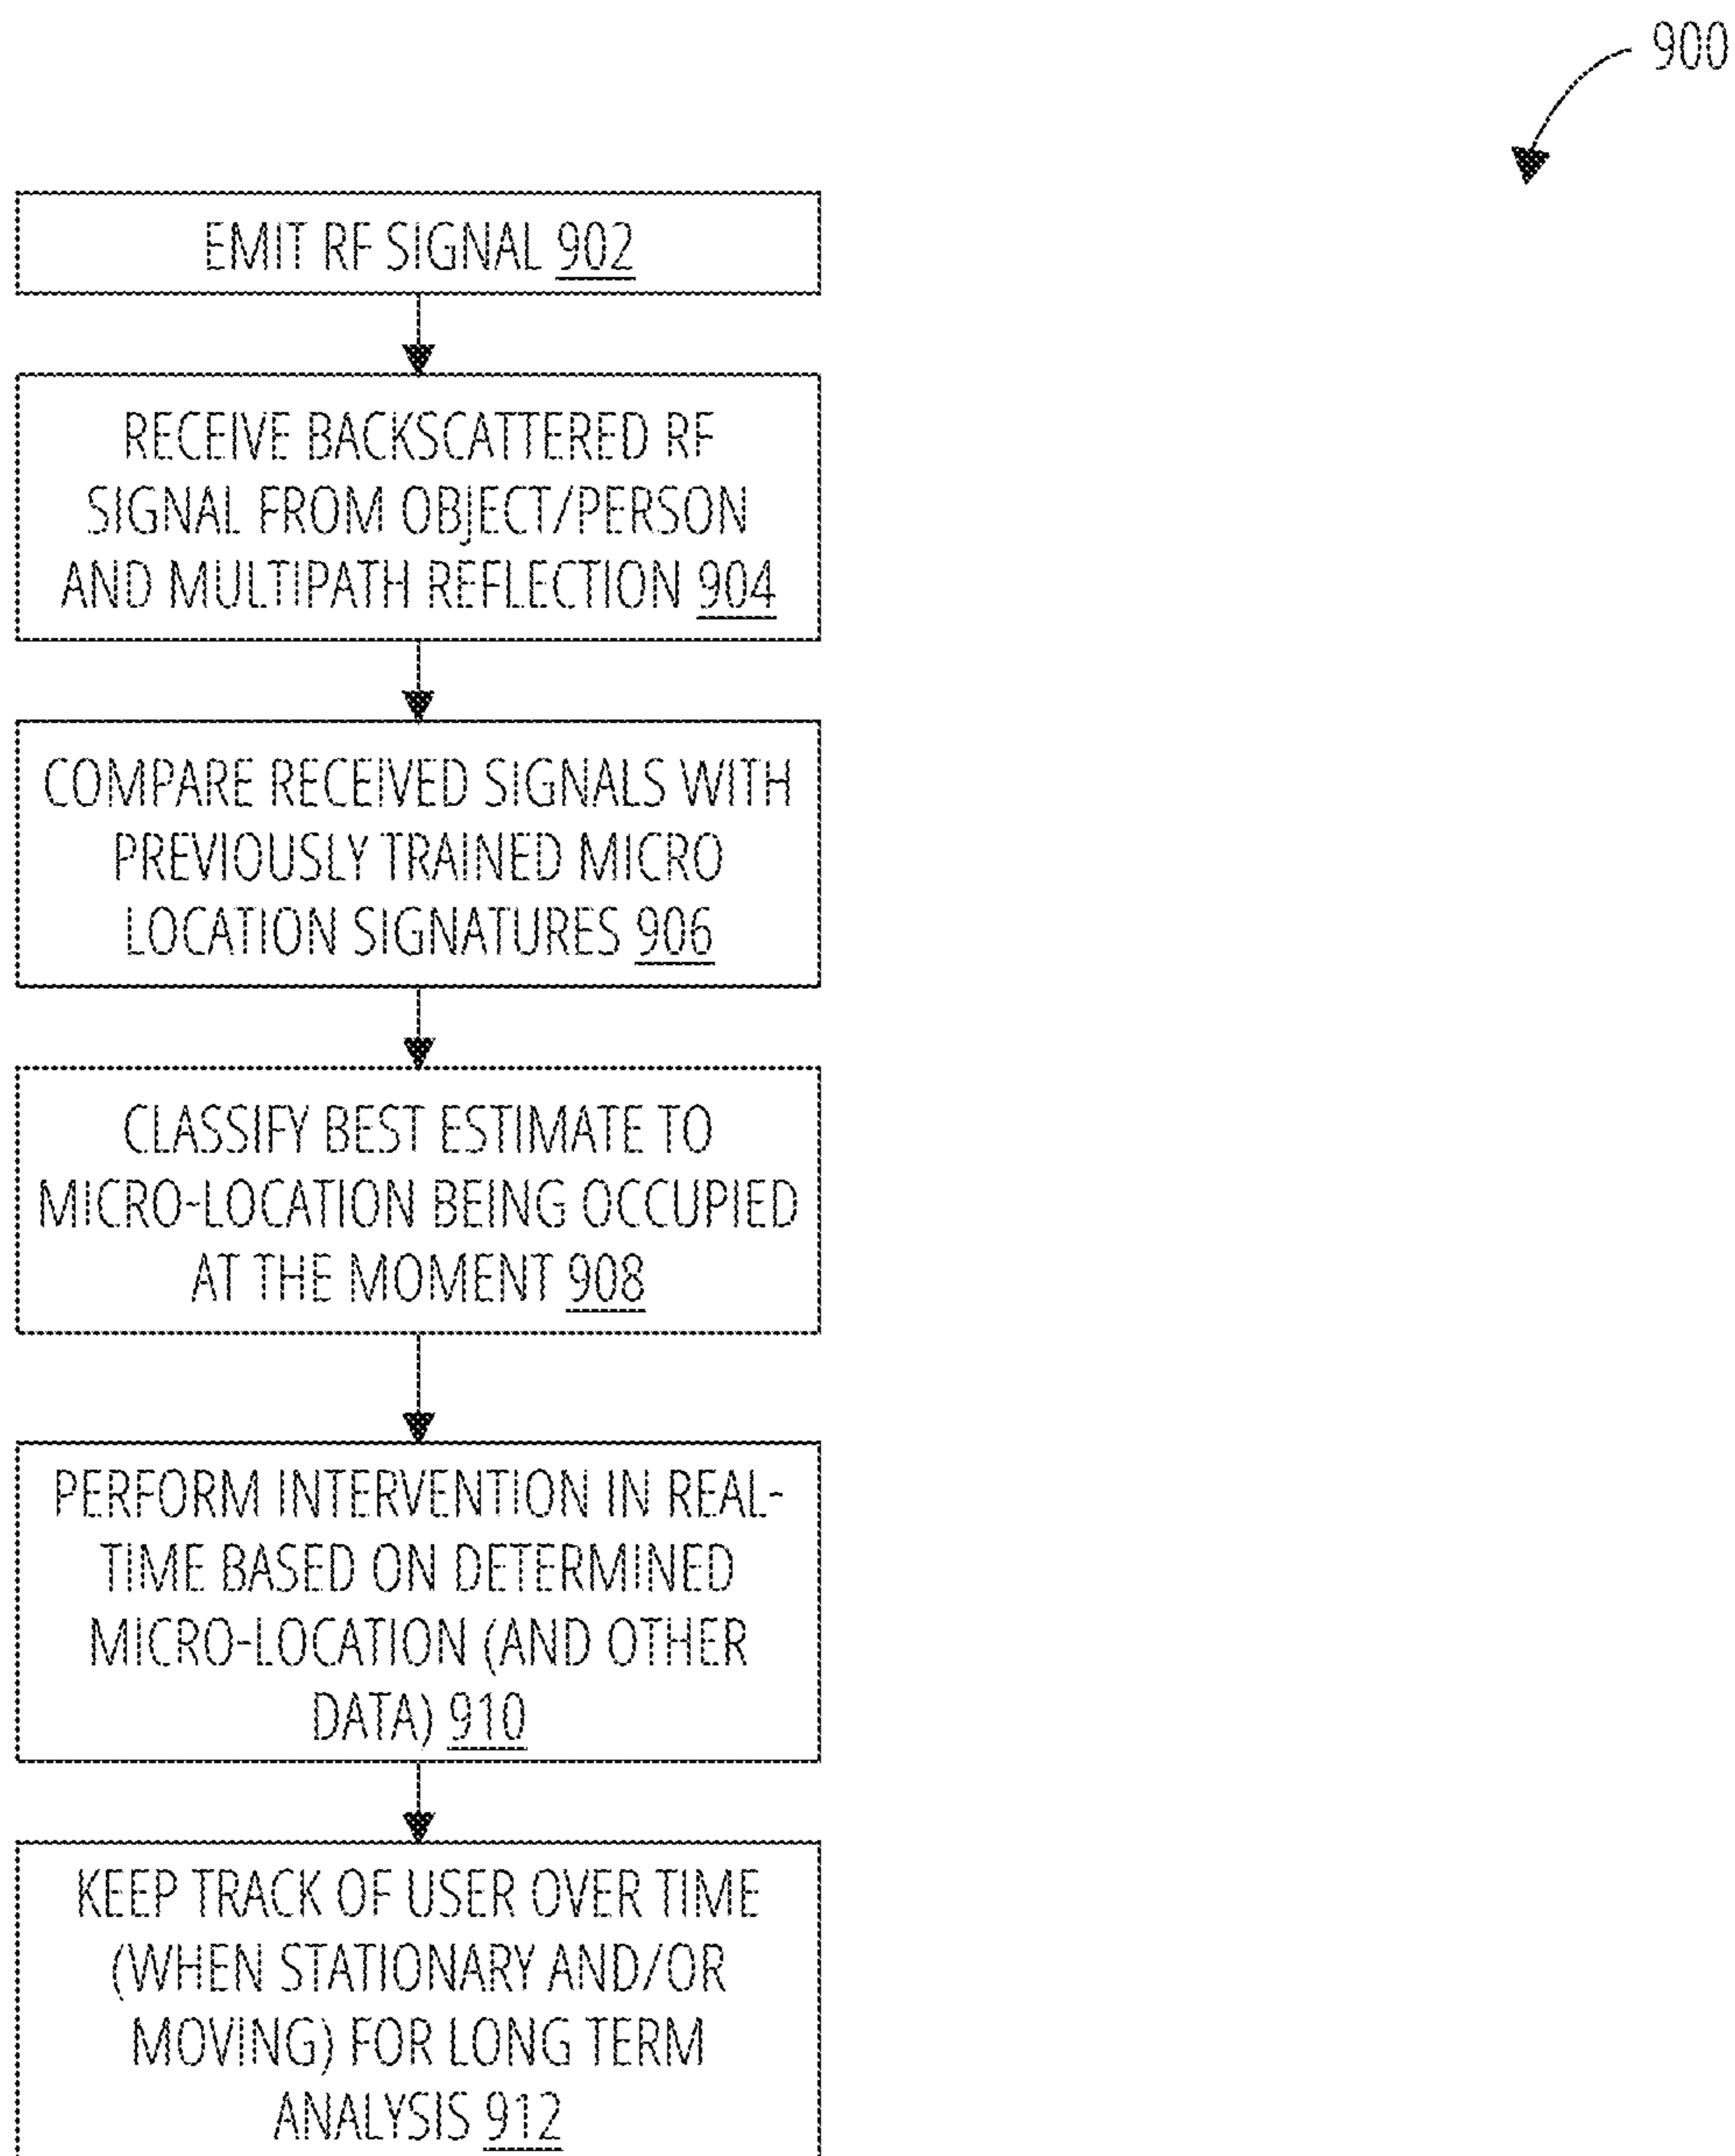 900
EMIT RF SIGNAL 902
RECEIVE BACKSCATTERED RF
SIGNAL FROM OBJECT/PERSON
AND MULTIPATH REFLECTION 904
COMPARE RECEIVED SIGNALS WITH
PREVIOUSLY TRAINED MICRO
LOCATION SIGNATURES 906
CLASSIFY BEST ESTIMATE TO
MICRO-LOCATION BEING OCCUPIED
AT THE MOMENT 908
PERFORM INTERVENTION IN REAL-
TIME BASED ON DETERMINED
MICRO-LOCATION (AND OTHER
DATA) 910
KEEP TRACK OF USER OVER TIME
(WHEN STATIONARY AND/OR
MOVING) FOR LONG TERM
ANALYSIS 912